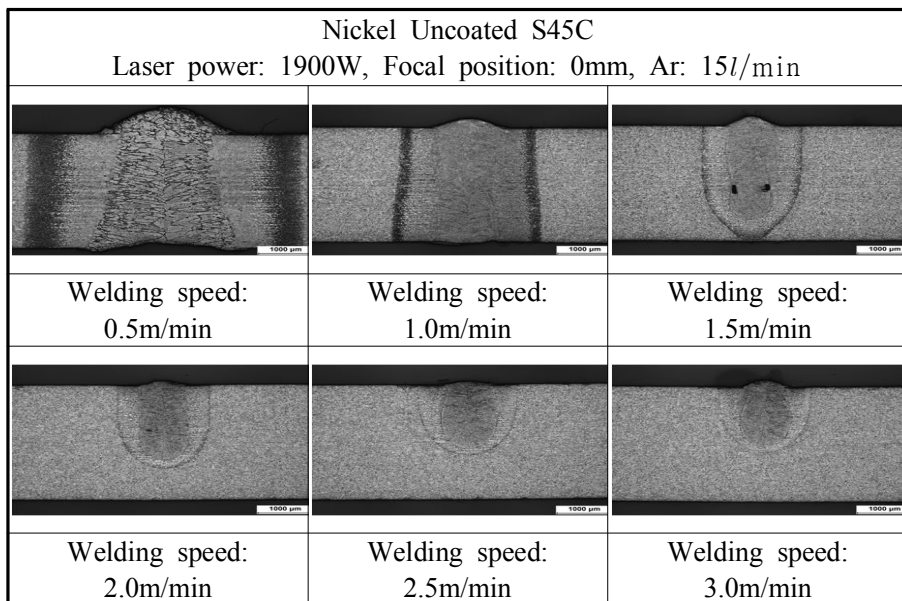 Nickel Uncoated S45C
Laser power: 1900W, Focal position: 0mm, Ar: 15l/min
1000 μm
1000 μm
1000 μm
Welding speed:
0.5m/min
Welding speed:
1.0m/min
Welding speed:
1.5m/min
1000 μm
1000 μm
1000 μm
Welding speed:
2.0m/min
Welding speed:
2.5m/min
Welding speed:
3.0m/min